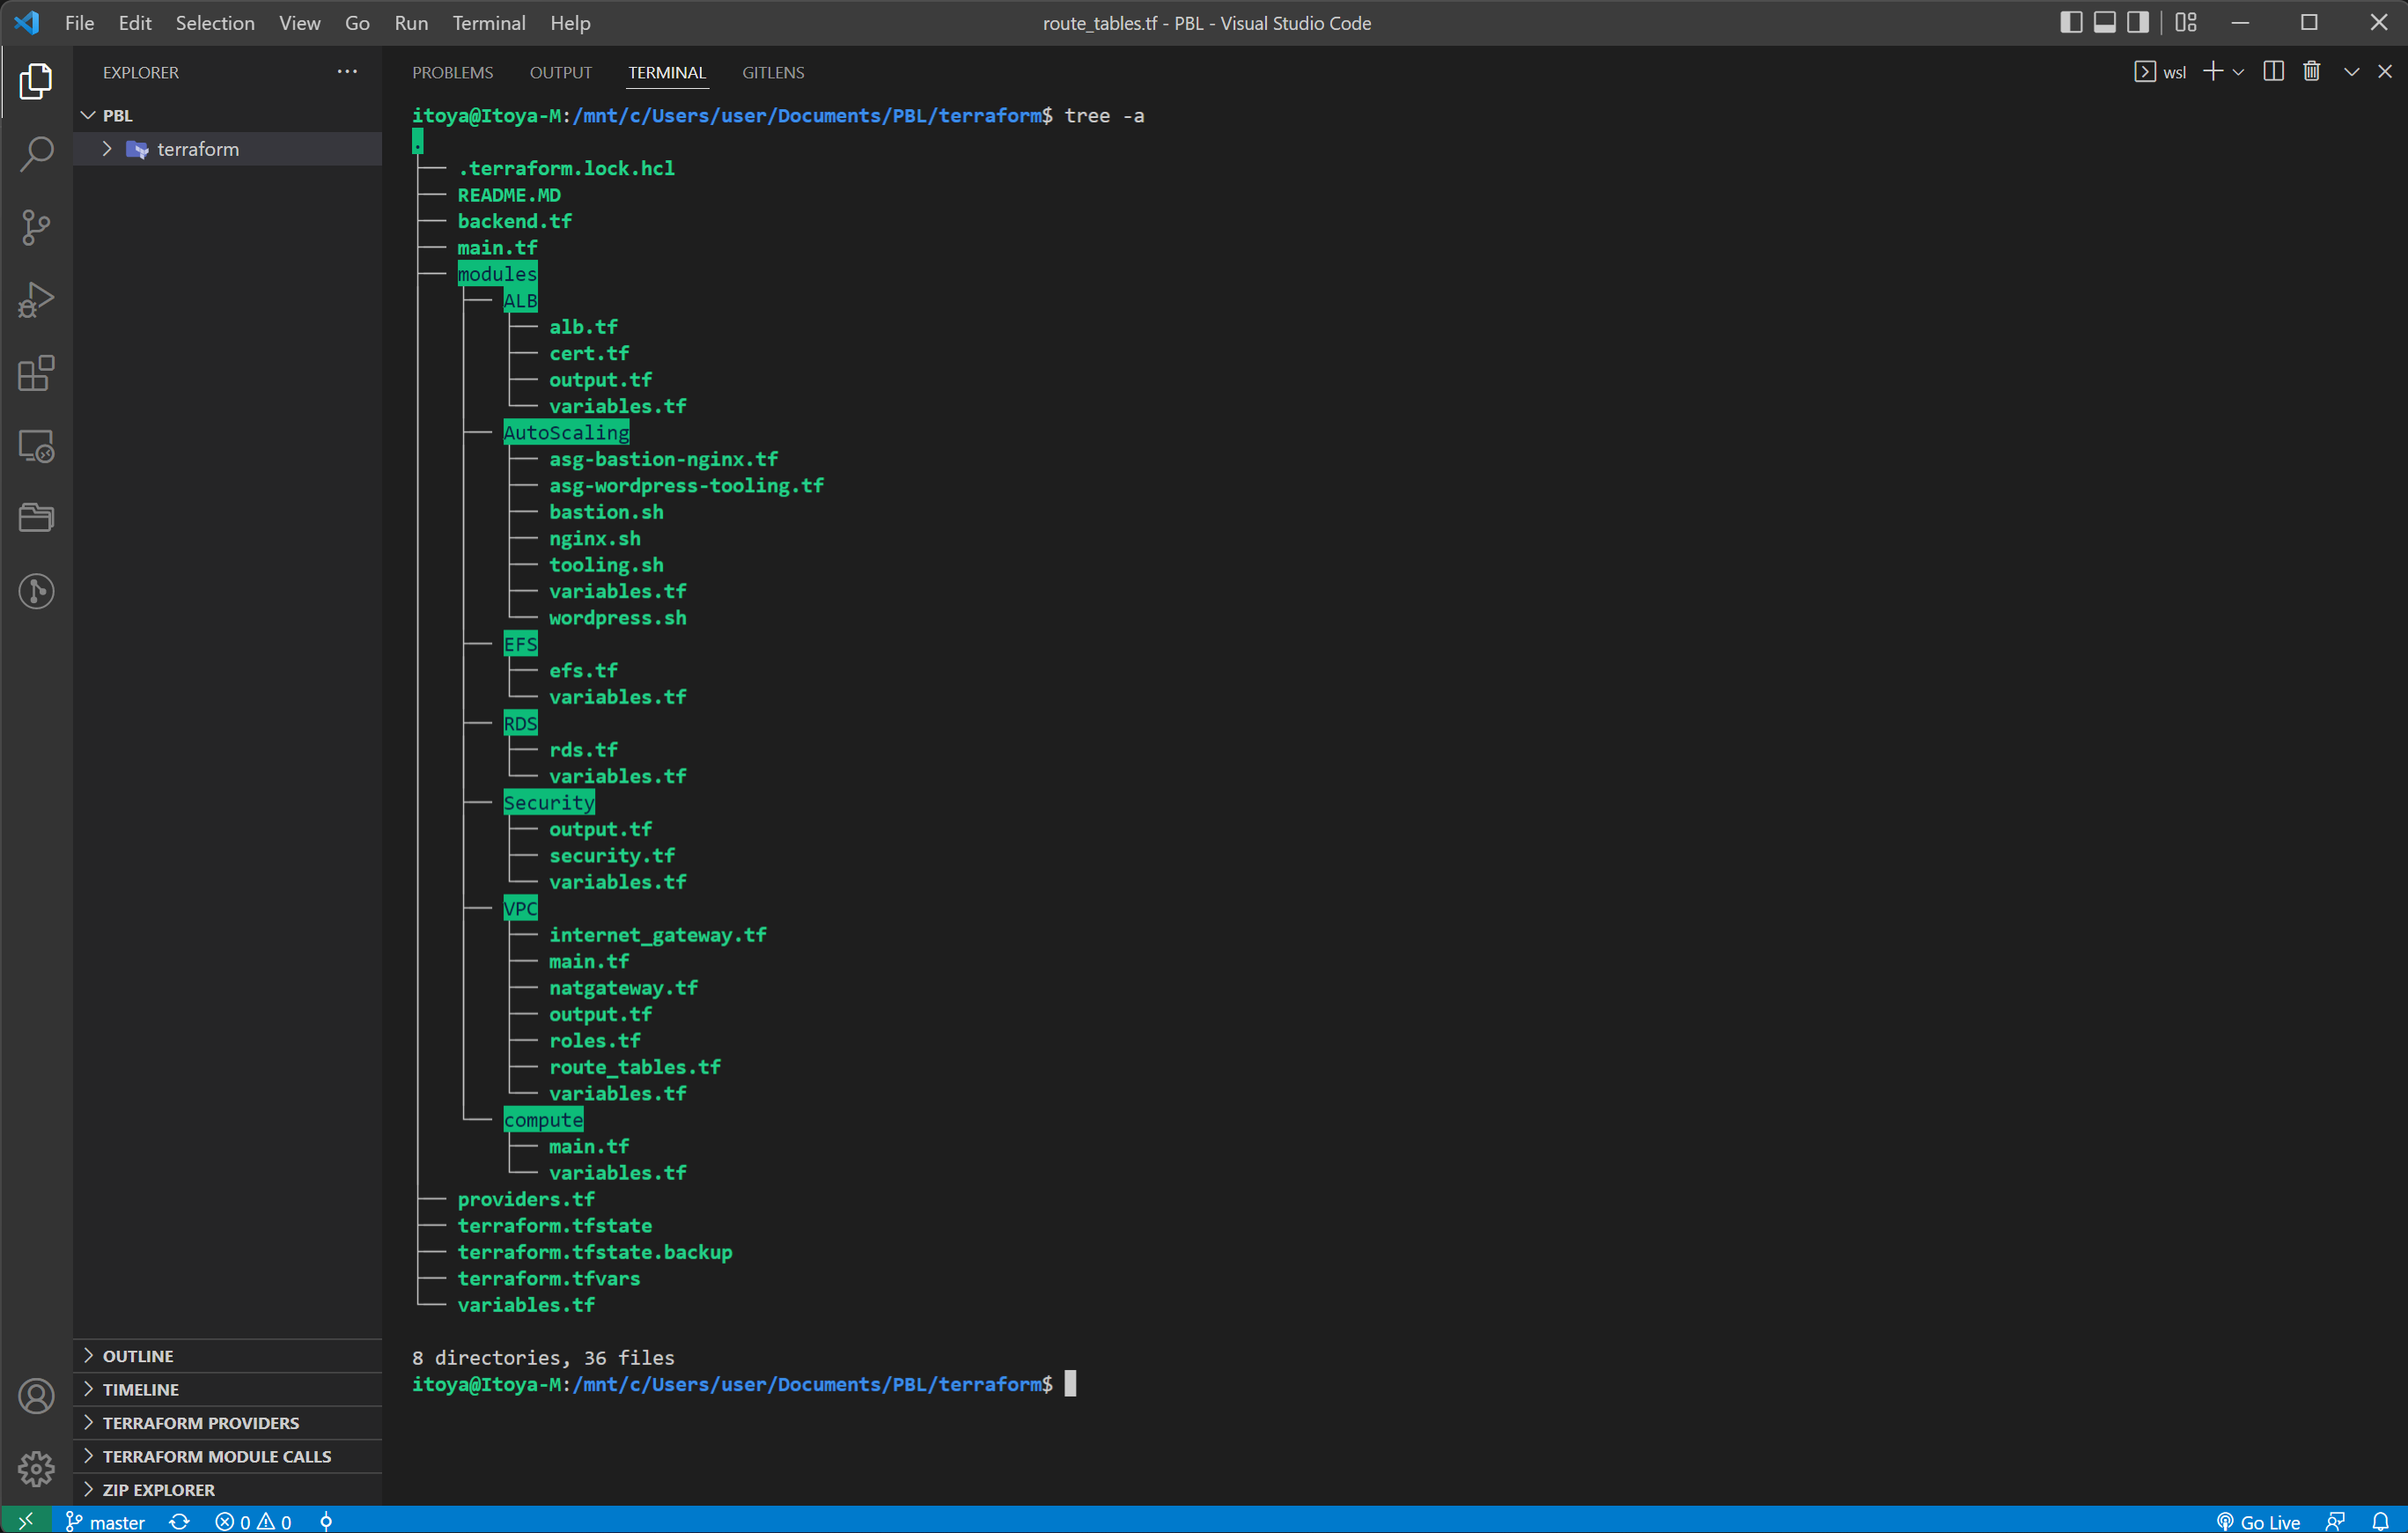 File Edit Selection View Go Run Terminal Help
route_tables.tf - PBL - Visual Studio Code
EXPLORER
PBL
terraform
PROBLEMS OUTPUT TERMINAL GITLENS
wsl
itoya@Itoya-M:/mnt/c/Users/user/Documents/PBL/terraform$ tree -a
.
├── .terraform.lock.hcl
├── README.MD
├── backend.tf
├── main.tf
├── modules
│   ├── ALB
│   │   ├── alb.tf
│   │   ├── cert.tf
│   │   ├── output.tf
│   │   └── variables.tf
│   ├── AutoScaling
│   │   ├── asg-bastion-nginx.tf
│   │   ├── asg-wordpress-tooling.tf
│   │   ├── bastion.sh
│   │   ├── nginx.sh
│   │   ├── tooling.sh
│   │   ├── variables.tf
│   │   └── wordpress.sh
│   ├── EFS
│   │   ├── efs.tf
│   │   └── variables.tf
│   ├── RDS
│   │   ├── rds.tf
│   │   └── variables.tf
│   ├── Security
│   │   ├── output.tf
│   │   ├── security.tf
│   │   └── variables.tf
│   ├── VPC
│   │   ├── internet_gateway.tf
│   │   ├── main.tf
│   │   ├── natgateway.tf
│   │   ├── output.tf
│   │   ├── roles.tf
│   │   ├── route_tables.tf
│   │   └── variables.tf
│   └── compute
│       ├── main.tf
│       └── variables.tf
├── providers.tf
├── terraform.tfstate
├── terraform.tfstate.backup
├── terraform.tfvars
└── variables.tf
8 directories, 36 files
itoya@Itoya-M:/mnt/c/Users/user/Documents/PBL/terraform$
OUTLINE
TIMELINE
TERRAFORM PROVIDERS
TERRAFORM MODULE CALLS
ZIP EXPLORER
master 0 0
Go Live